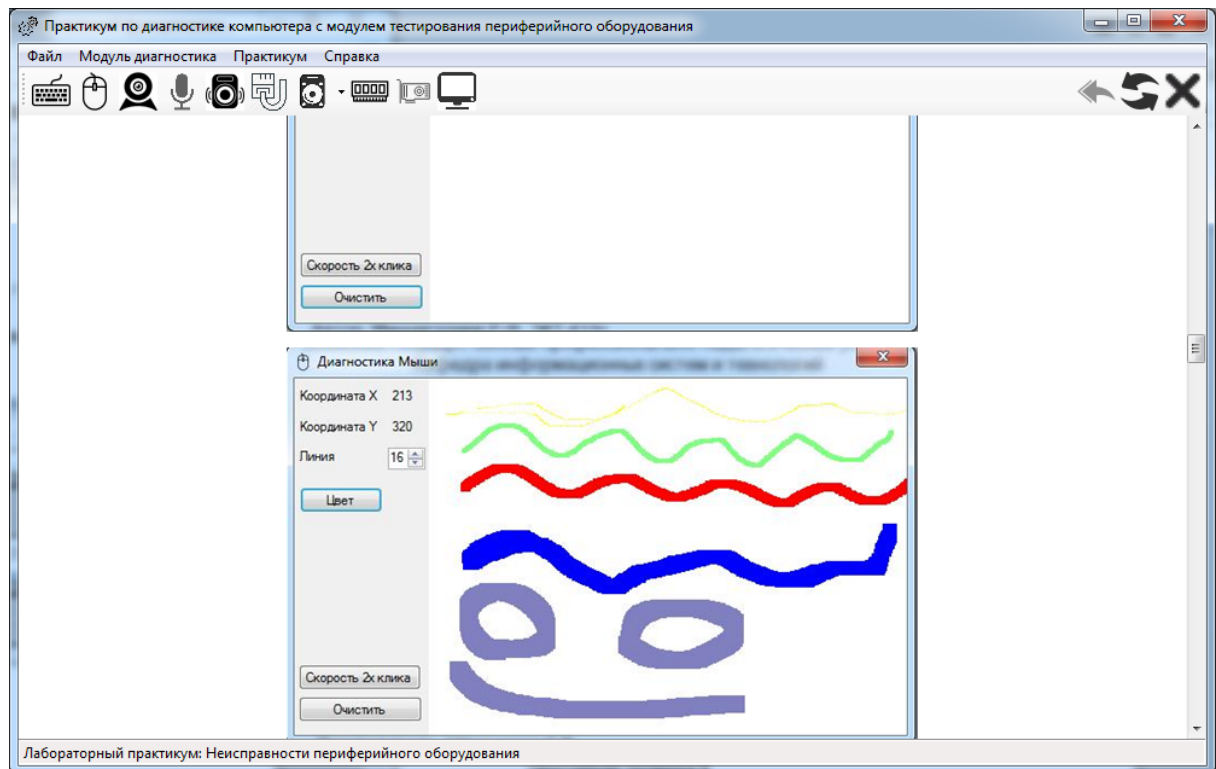 Практикум по диагностике компьютера с модулем тестирования периферийного оборудования
Файл Модуль диагностика Практикум Справка
Скорость 2х клика
Очистить
Диагностика Мыши
Координата X 213
Координата Y 320
Линия 16
Цвет
Скорость 2х клика
Очистить
Лабораторный практикум: Неисправности периферийного оборудования